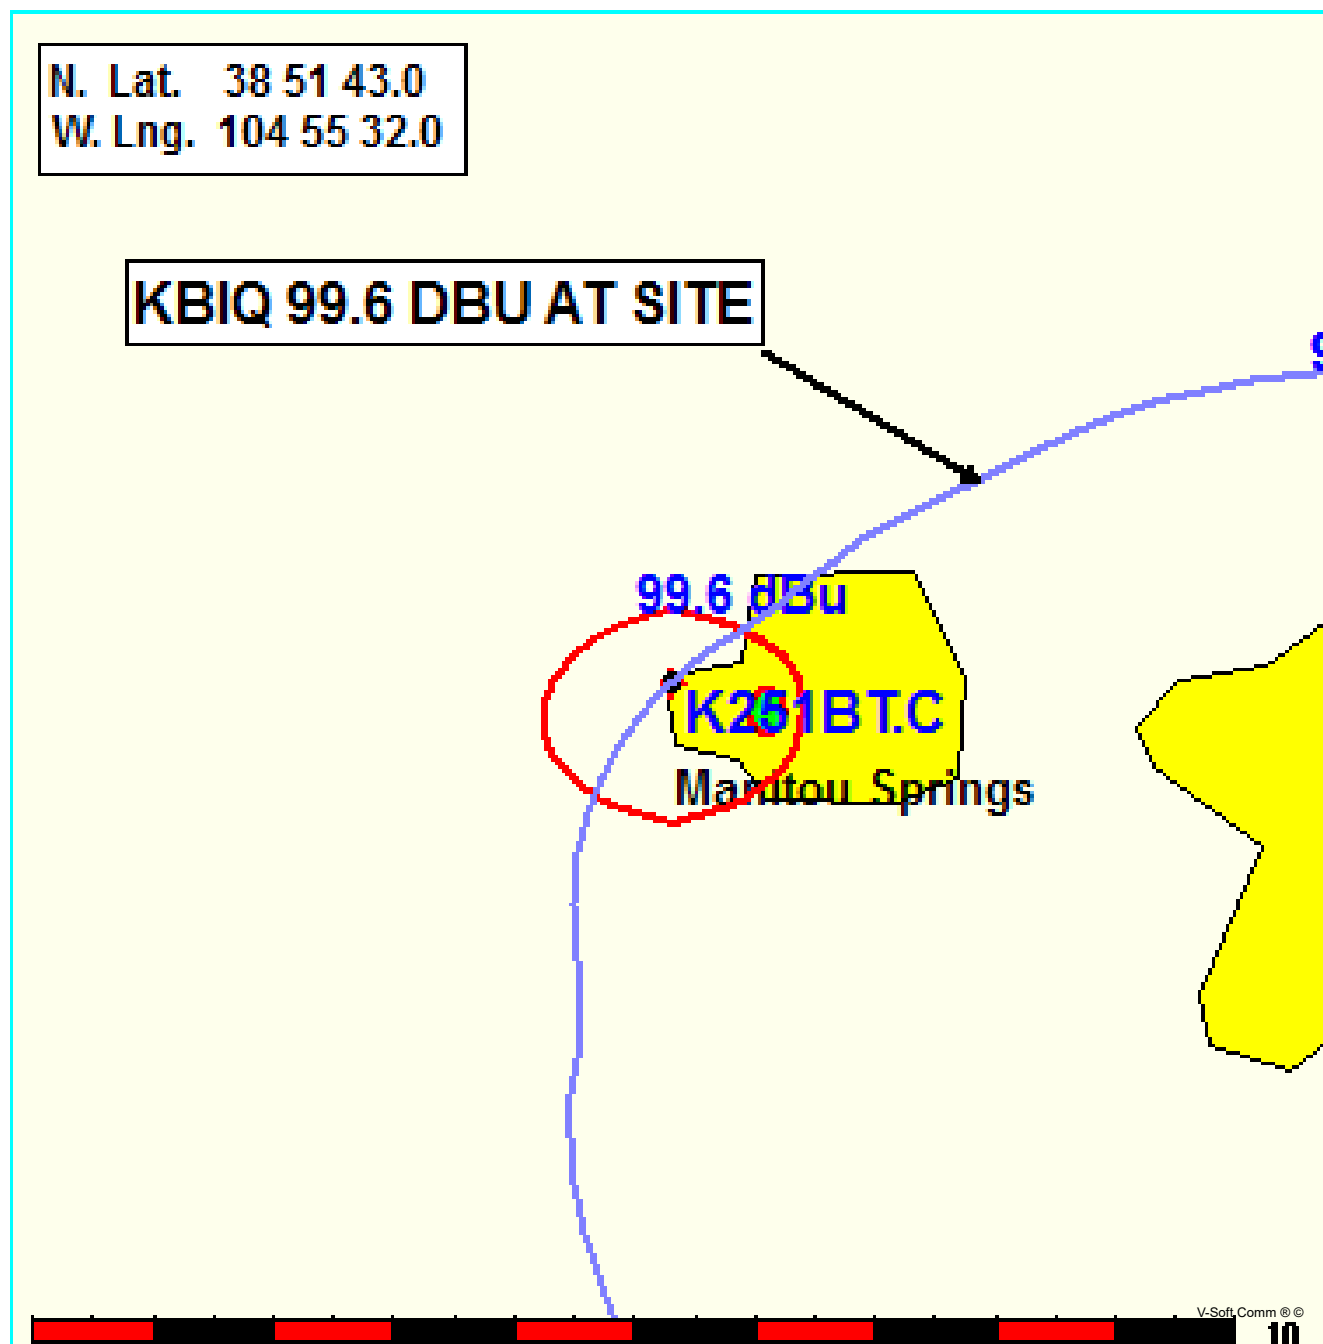 N. Lat. 38 51 43.0
W. Lng. 104 55 32.0
KBIQ 99.6 DBU AT SITE
99.6 dBu
K251BT.C
Manitou Springs
V-Soft Comm ® ©
10